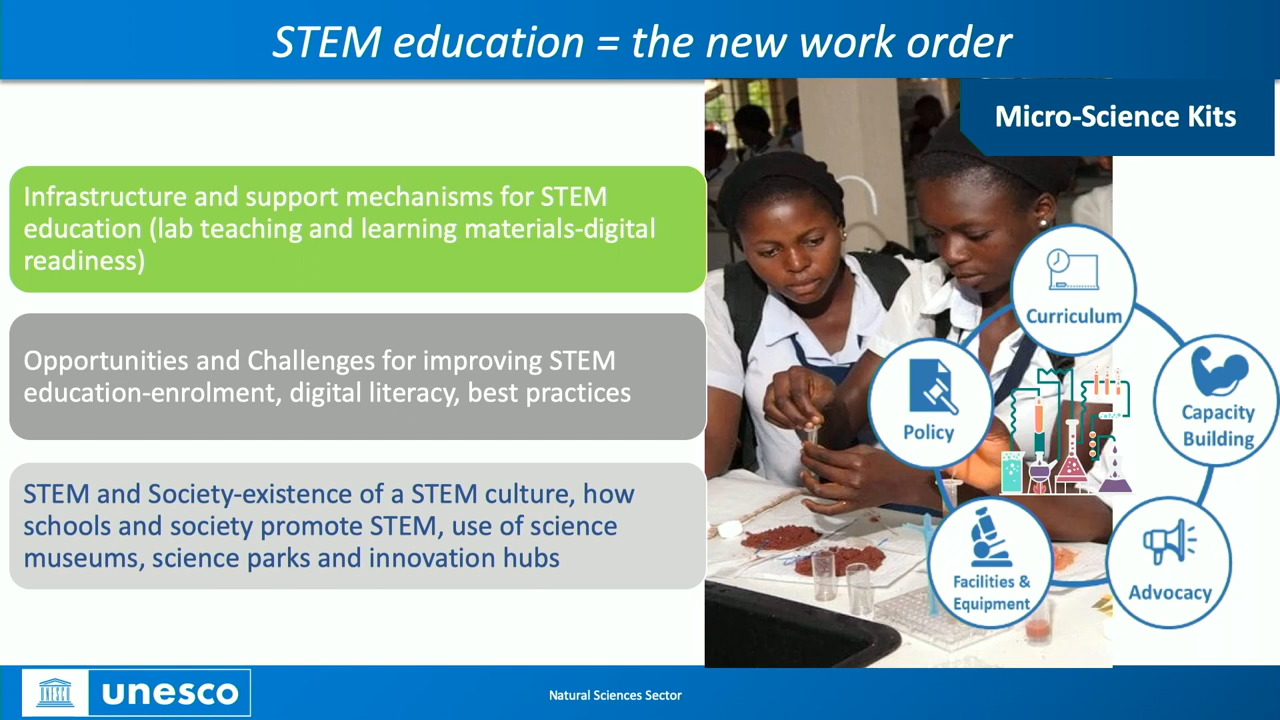 STEM education = the new work order
Micro-Science Kits
Infrastructure and support mechanisms for STEM
education (lab teaching and learning materials-digital
readiness)
Opportunities and Challenges for improving STEM
education-enrolment, digital literacy, best practices
STEM and Society-existence of a STEM culture, how
schools and society promote STEM, use of science
museums, science parks and innovation hubs
Curriculum
Capacity
Building
Advocacy
Facilities &
Equipment
Policy
unesco
Natural Sciences Sector